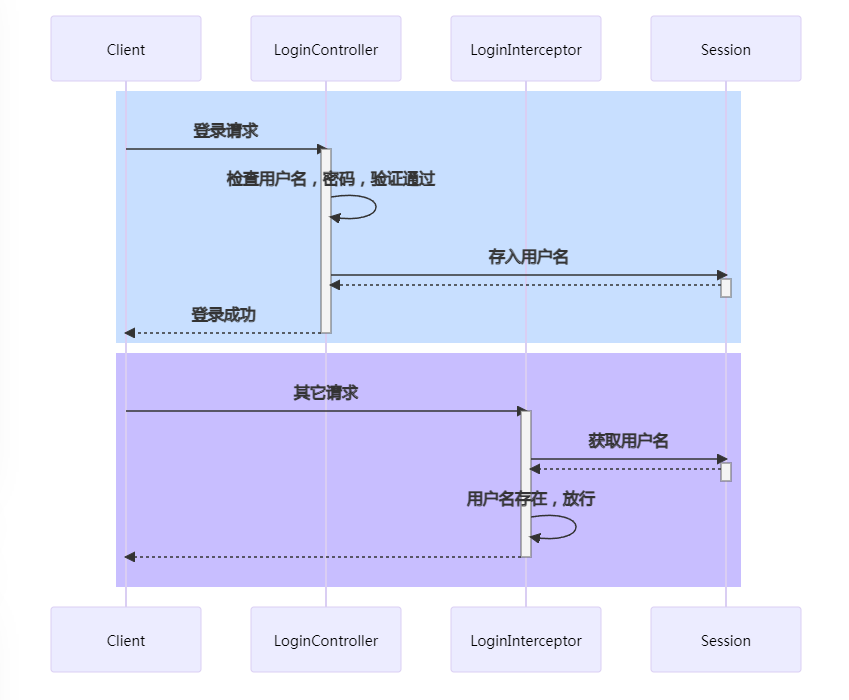 Client
LoginController
LoginInterceptor
Session
登录请求
检查用户名，密码，验证通过
存入用户名
登录成功
其它请求
获取用户名
用户名存在，放行
Client
LoginController
LoginInterceptor
Session